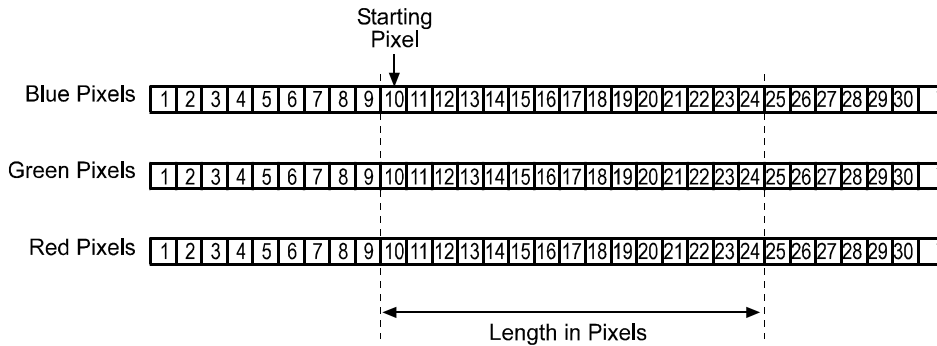 Starting
Pixel
Blue Pixels 1 2 3 4 5 6 7 8 9 10 11 12 13 14 15 16 17 18 19 20 21 22 23 24 25 26 27 28 29 30
Green Pixels 1 2 3 4 5 6 7 8 9 10 11 12 13 14 15 16 17 18 19 20 21 22 23 24 25 26 27 28 29 30
Red Pixels 1 2 3 4 5 6 7 8 9 10 11 12 13 14 15 16 17 18 19 20 21 22 23 24 25 26 27 28 29 30
Length in Pixels